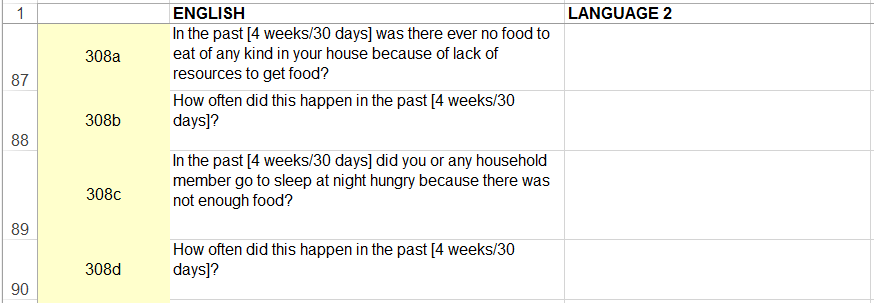 1 ENGLISH LANGUAGE 2
In the past [4 weeks/30 days] was there ever no food to
308a eat of any kind in your house because of lack of
87 resources to get food?
How often did this happen in the past [4 weeks/30
308b days]?
88
In the past [4 weeks/30 days] did you or any household
308c member go to sleep at night hungry because there was
not enough food?
89
How often did this happen in the past [4 weeks/30
308d days]?
90